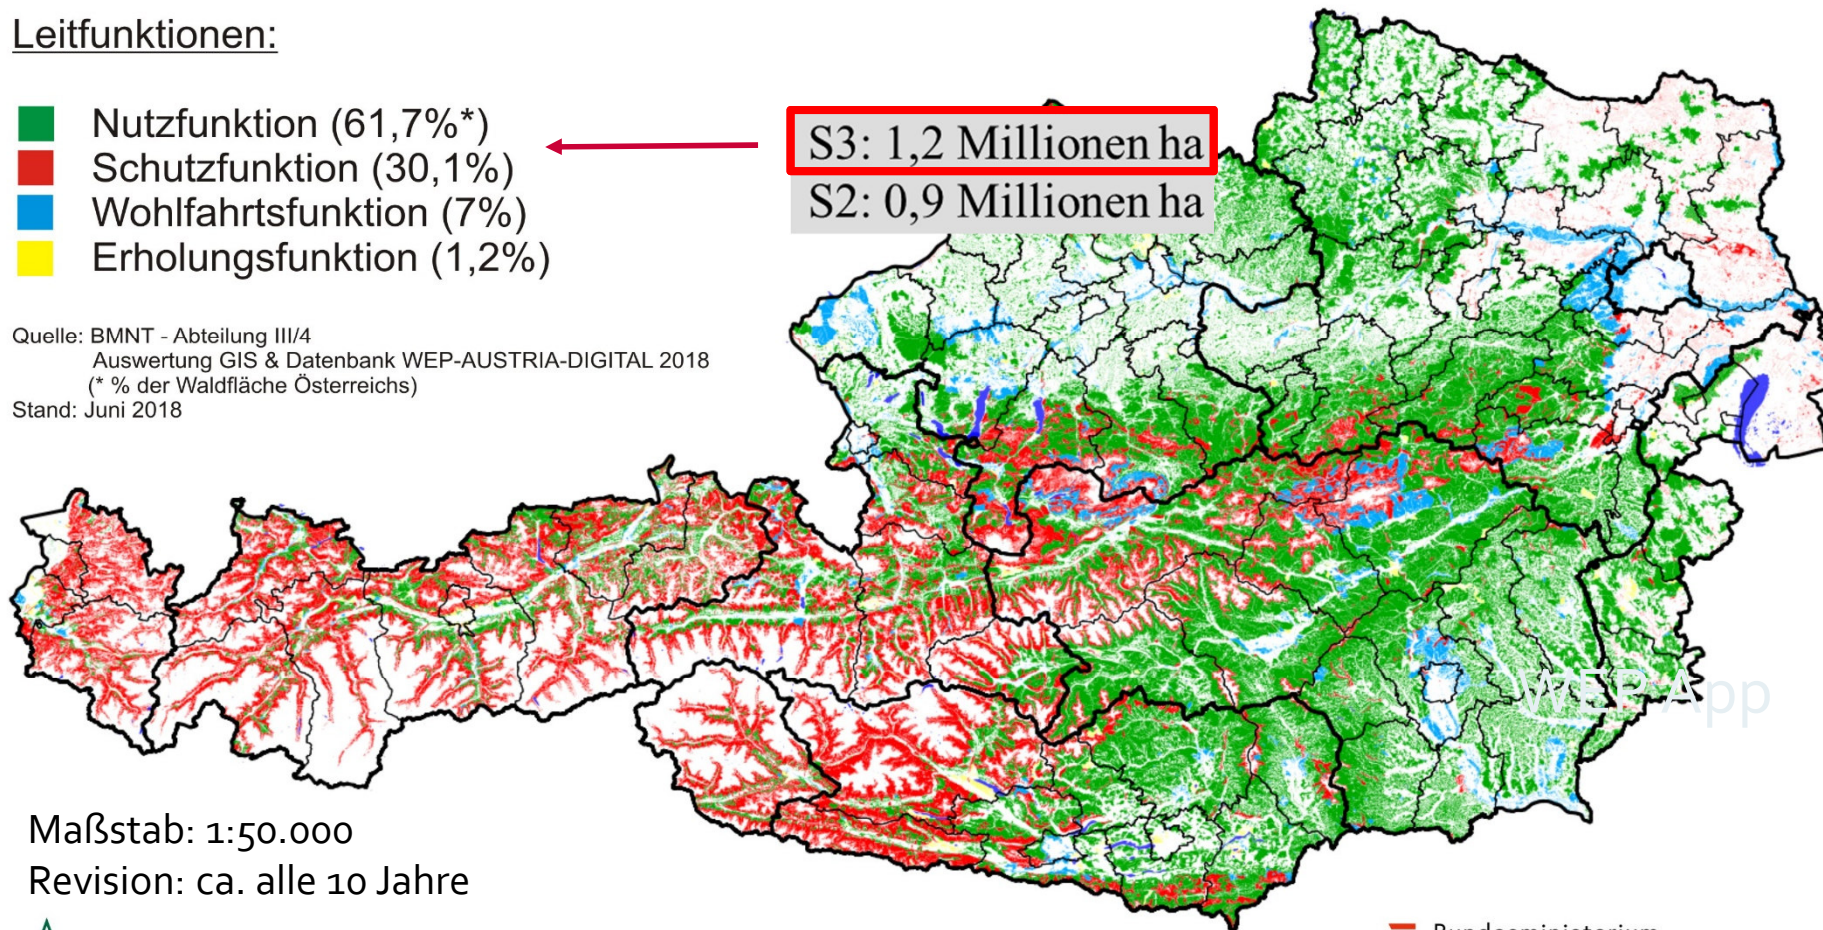 Leitfunktionen:
Nutzfunktion (61,7%*)
Schutzfunktion (30,1%)
Wohlfahrtsfunktion (7%)
Erholungsfunktion (1,2%)
S3: 1,2 Millionen ha
S2: 0,9 Millionen ha
Quelle: BMNT - Abteilung III/4
Auswertung GIS & Datenbank WEP-AUSTRIA-DIGITAL 2018
(* % der Waldfläche Österreichs)
Stand: Juni 2018
WEP App
Maßstab: 1:50.000
Revision: ca. alle 10 Jahre
Bundesministerium